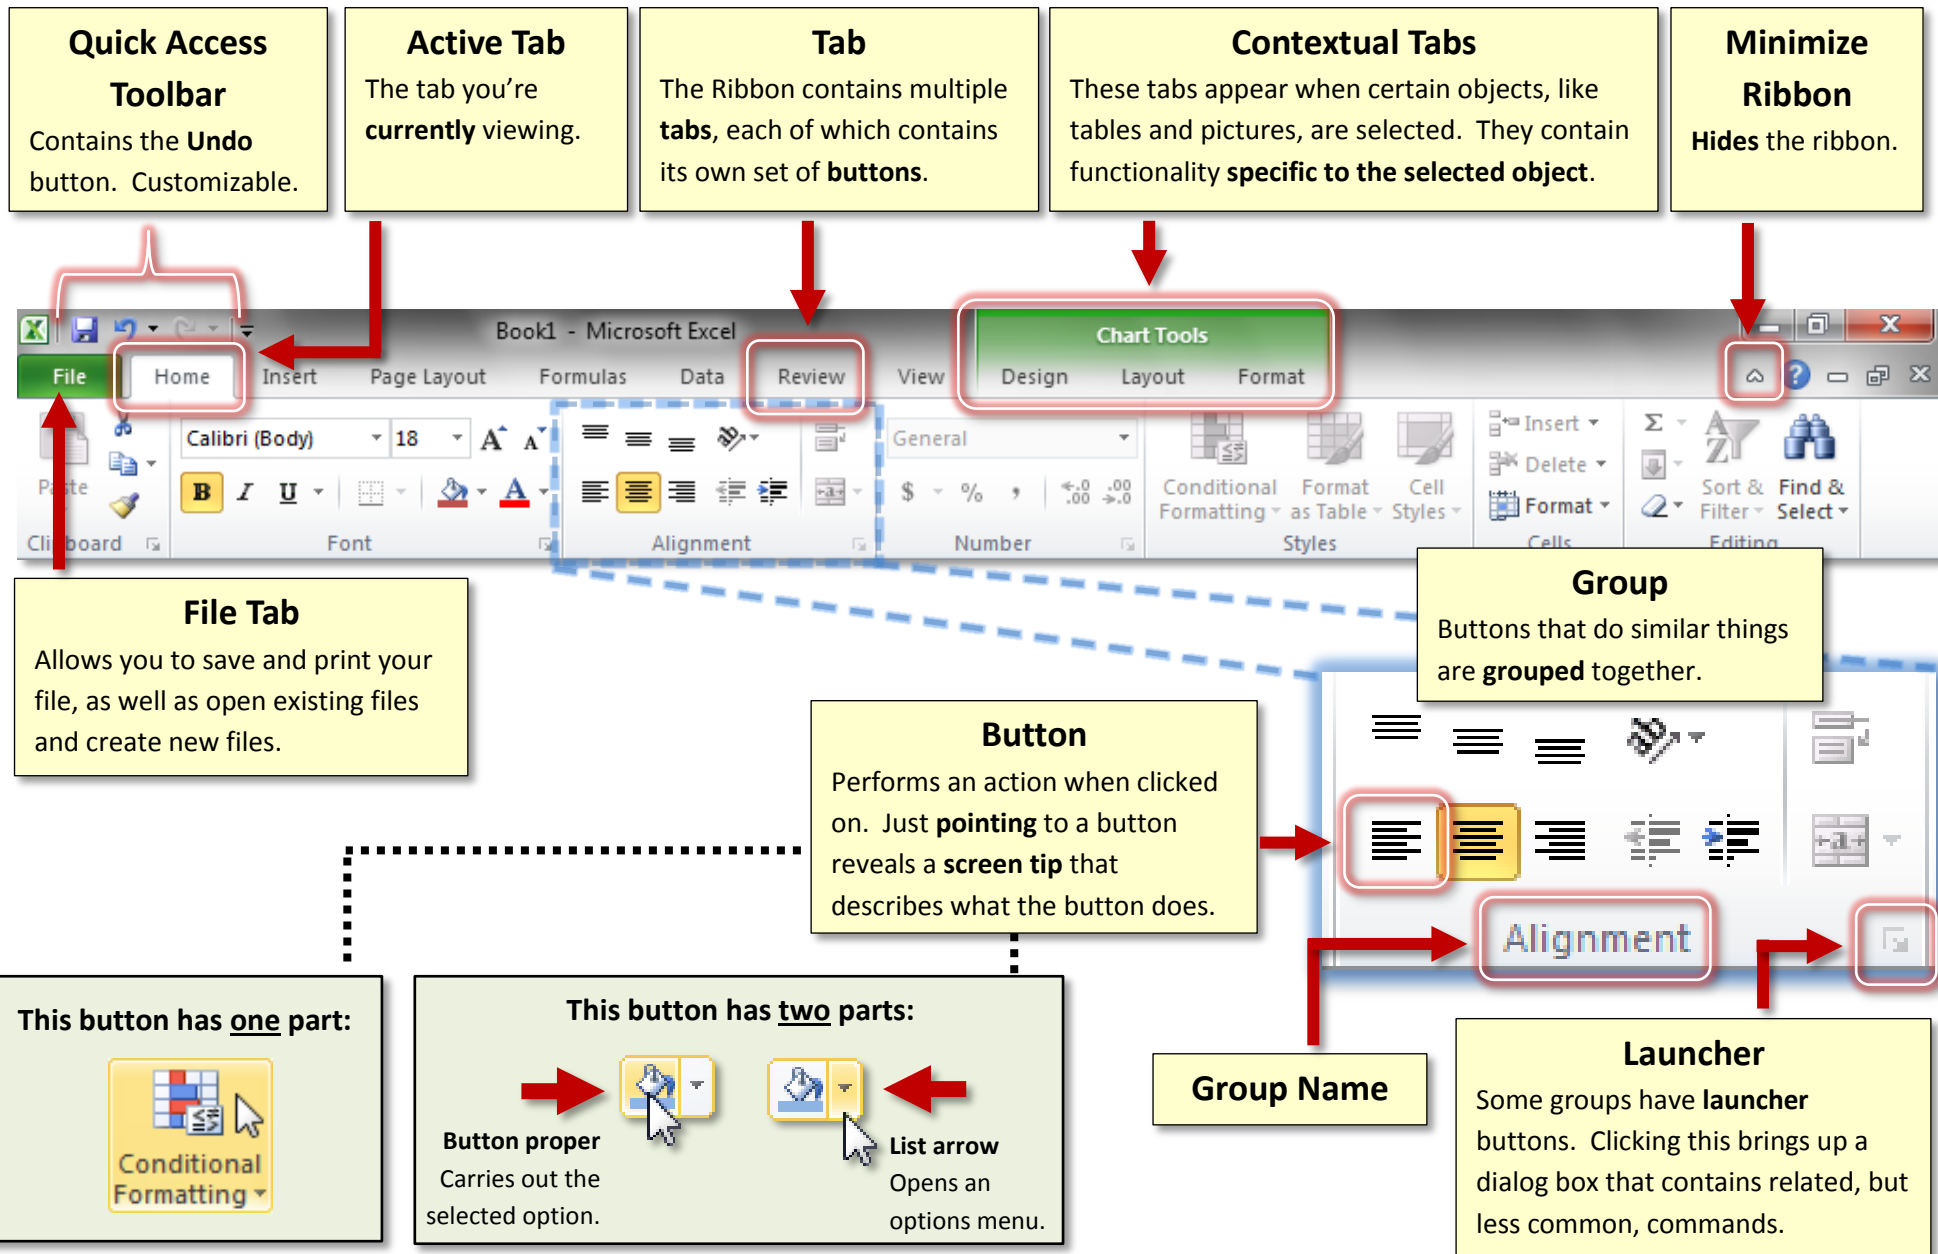 Quick Access
Toolbar
Contains the Undo
button.  Customizable.
Active Tab
The tab you’re
currently viewing.
Tab
The Ribbon contains multiple
tabs, each of which contains
its own set of buttons.
Contextual Tabs
These tabs appear when certain objects, like
tables and pictures, are selected.  They contain
functionality specific to the selected object.
Minimize
Ribbon
Hides the ribbon.
Book1 - Microsoft Excel
Chart Tools
File Home Insert Page Layout Formulas Data Review View Design Layout Format
Calibri (Body) 18
General
Insert
Delete
Format
Paste
B I U A
$ % ,
Conditional
Formatting
Format
as Table
Cell
Styles
Sort &
Filter
Find &
Select
Clipboard Font Alignment Number Styles Cells Editing
File Tab
Allows you to save and print your
file, as well as open existing files
and create new files.
Group
Buttons that do similar things
are grouped together.
Button
Performs an action when clicked
on.  Just pointing to a button
reveals a screen tip that
describes what the button does.
Alignment
This button has one part:
Conditional
Formatting
This button has two parts:
Button proper
Carries out the
selected option.
List arrow
Opens an
options menu.
Group Name
Launcher
Some groups have launcher
buttons.  Clicking this brings up a
dialog box that contains related, but
less common, commands.